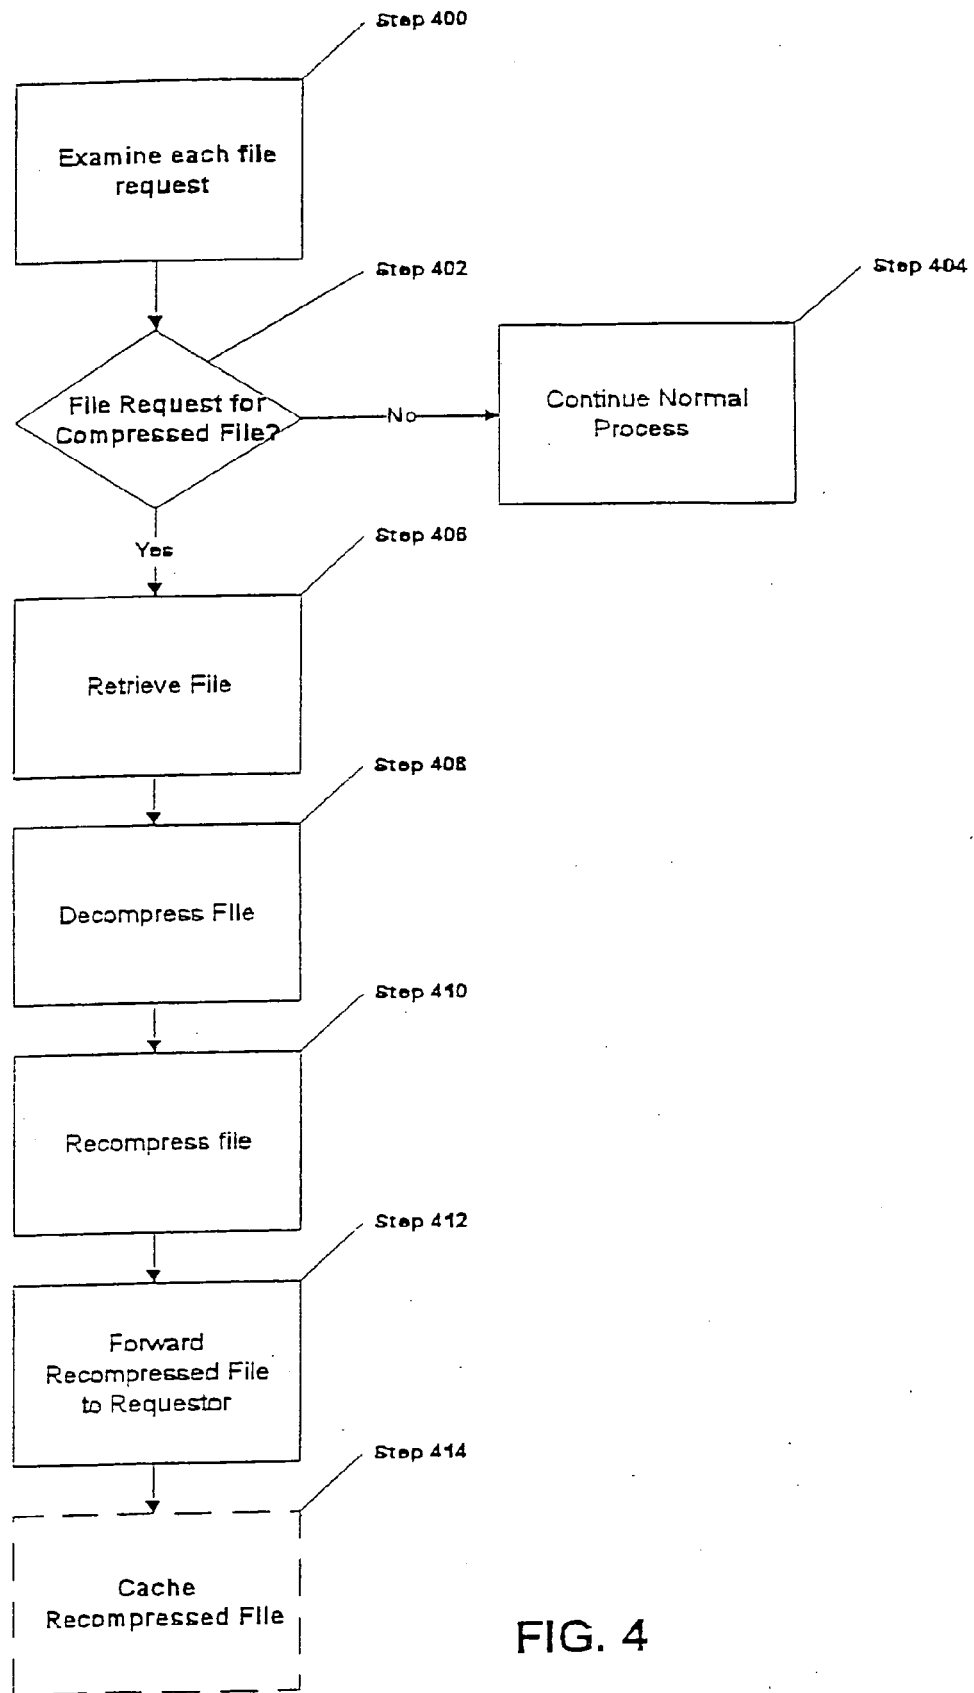 Step 400
Examine each file
request
Step 402
Step 404
File Request for
Compressed File?
No
Continue Normal
Process
Yes
Step 406
Retrieve File
Step 408
Decompress File
Step 410
Recompress file
Step 412
Forward
Recompressed File
to Requestor
Step 414
Cache
Recompressed File
FIG. 4